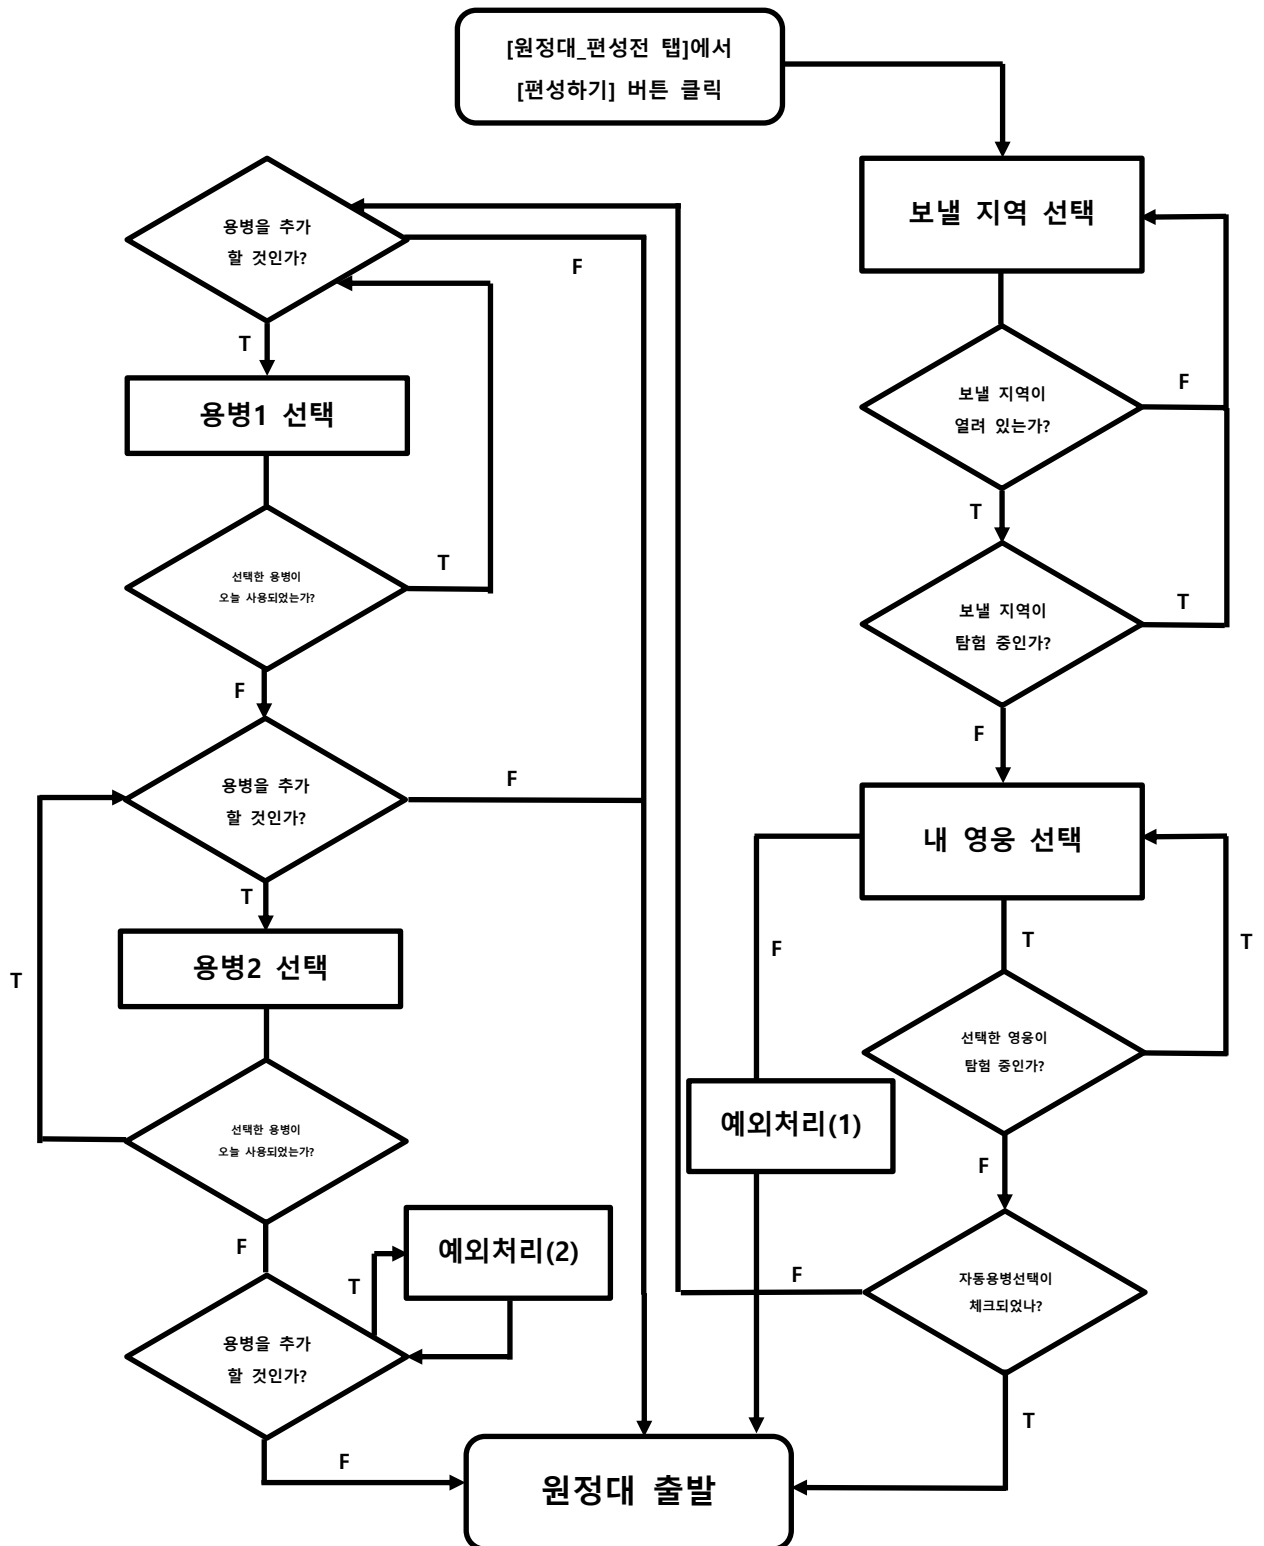 [원정대_편성전 탭]에서
[편성하기] 버튼 클릭
보낼 지역 선택
보낼 지역이
열려 있는가?
F
T
보낼 지역이
탐험 중인가?
T
F
내 영웅 선택
F
T
T
선택한 영웅이
탐험 중인가?
예외처리(1)
F
자동용병선택이
체크되었나?
F
T
용병을 추가
할 것인가?
F
T
용병1 선택
선택한 용병이
오늘 사용되었는가?
T
F
용병을 추가
할 것인가?
F
T
용병2 선택
T
선택한 용병이
오늘 사용되었는가?
F
예외처리(2)
T
용병을 추가
할 것인가?
F
원정대 출발